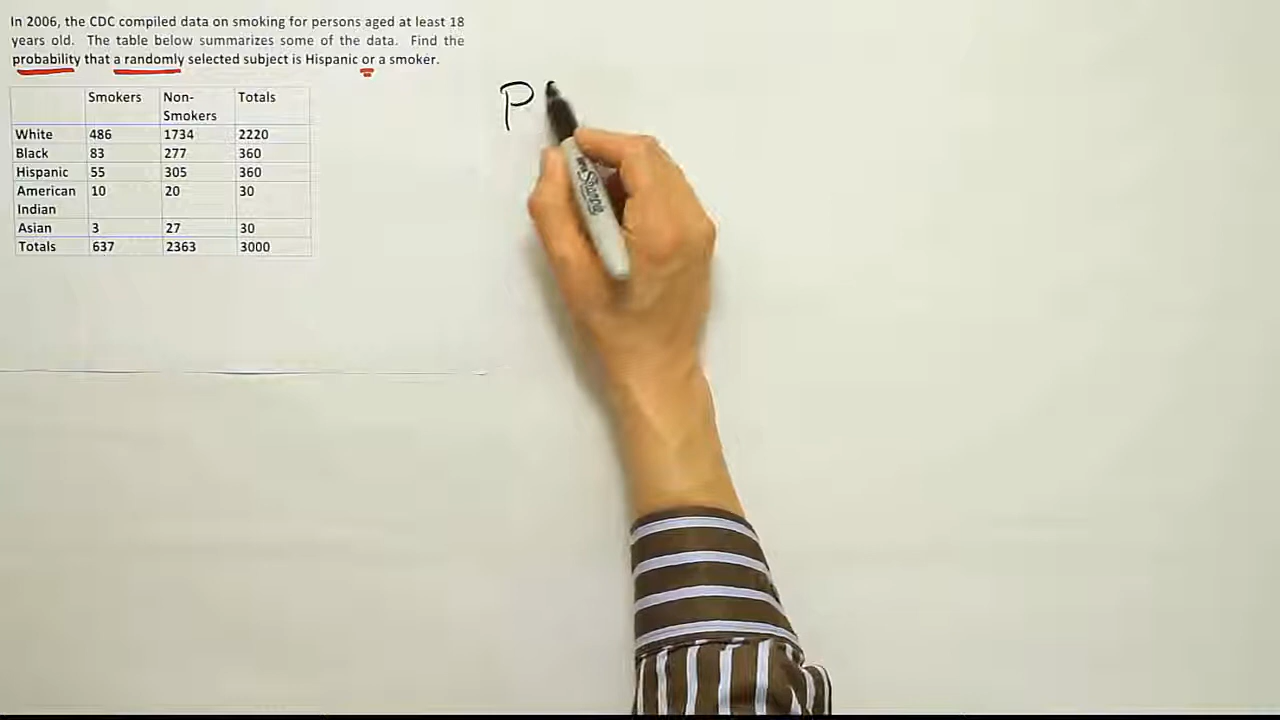 In 2006, the CDC compiled data on smoking for persons aged at least 18
years old. The table below summarizes some of the data. Find the
probability that a randomly selected subject is Hispanic or a smoker.
Smokers Non-Smokers Totals
White 486 1734 2220
Black 83 277 360
Hispanic 55 305 360
American Indian 10 20 30
Asian 3 27 30
Totals 637 2363 3000
P
Sharpie